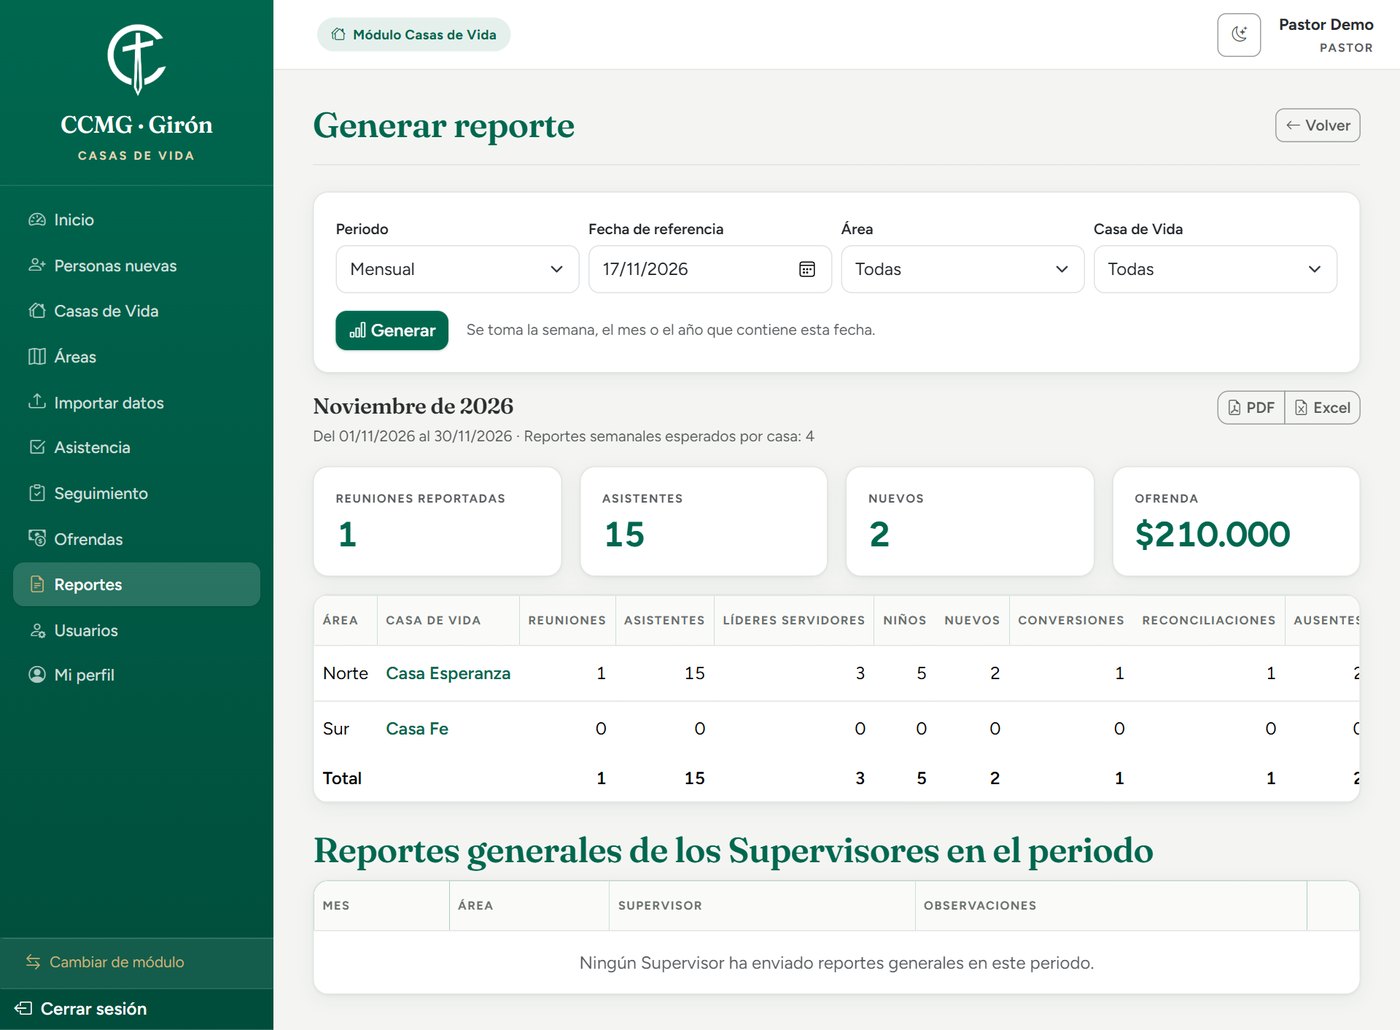 CCMG · Girón
CASAS DE VIDA
Inicio
Personas nuevas
Casas de Vida
Áreas
Importar datos
Asistencia
Seguimiento
Ofrendas
Reportes
Usuarios
Mi perfil
Cambiar de módulo
Cerrar sesión
Módulo Casas de Vida
Pastor Demo
PASTOR
Generar reporte
← Volver
Periodo Fecha de referencia Área Casa de Vida
Mensual 17/11/2026 Todas Todas
Generar Se toma la semana, el mes o el año que contiene esta fecha.
Noviembre de 2026
PDF Excel
Del 01/11/2026 al 30/11/2026 · Reportes semanales esperados por casa: 4
REUNIONES REPORTADAS ASISTENTES NUEVOS OFRENDA
1 15 2 $210.000
ÁREA CASA DE VIDA REUNIONES ASISTENTES LÍDERES SERVIDORES NIÑOS NUEVOS CONVERSIONES RECONCILIACIONES AUSENTES
Norte Casa Esperanza 1 15 3 5 2 1 1 2
Sur Casa Fe 0 0 0 0 0 0 0 0
Total 1 15 3 5 2 1 1 2
Reportes generales de los Supervisores en el periodo
MES ÁREA SUPERVISOR OBSERVACIONES
Ningún Supervisor ha enviado reportes generales en este periodo.